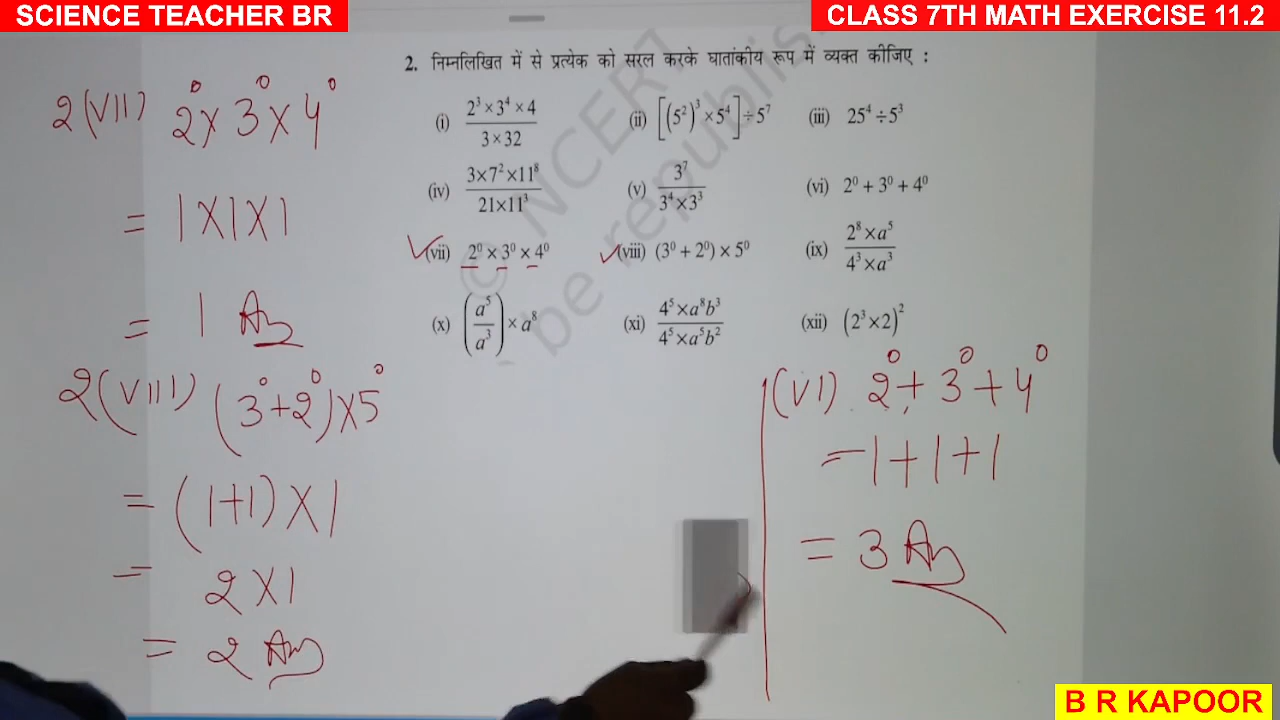 SCIENCE TEACHER BR
CLASS 7TH MATH EXERCISE 11.2
2. निम्नलिखित में से प्रत्येक को सरल करके घातांकीय रूप में व्यक्त कीजिए :
(i) (2³ × 3⁴ × 4)/(3 × 32) (ii) [(5²)³ × 5⁴] ÷ 5⁷ (iii) 25⁴ ÷ 5³
(iv) (3 × 7² × 11⁸)/(21 × 11³) (v) 3⁷/(3⁴ × 3³) (vi) 2⁰ + 3⁰ + 4⁰
(vii) 2⁰ × 3⁰ × 4⁰ (viii) (3⁰ + 2⁰) × 5⁰ (ix) (2⁸ × a⁵)/(4³ × a³)
(x) (a⁵/a³) × a⁸ (xi) (4⁵ × a⁸b³)/(4⁵ × a⁵b²) (xii) (2³ × 2)²
© NCERT
be republis
2(VII) 2⁰ × 3⁰ × 4⁰
= 1 × 1 × 1
= 1 Ans
2(VIII) (3⁰ + 2⁰) × 5⁰
= (1+1) × 1
= 2 × 1
= 2 Ans
(VI) 2⁰ + 3⁰ + 4⁰
= 1 + 1 + 1
= 3 Ans
B R KAPOOR